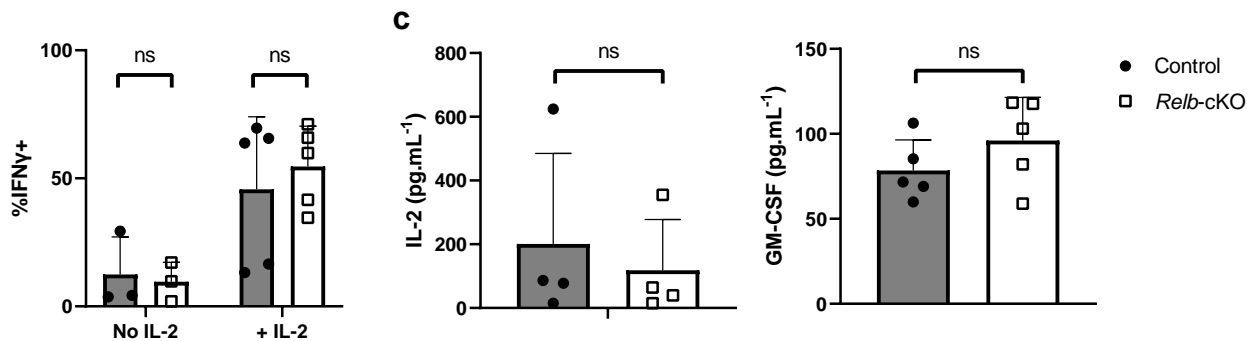 %IFNγ+
100
50
0
ns
ns
No IL-2
+ IL-2
c
IL-2 (pg.mL-1)
800
600
400
200
0
ns
GM-CSF (pg.mL-1)
150
100
50
0
ns
Control
Relb-cKO